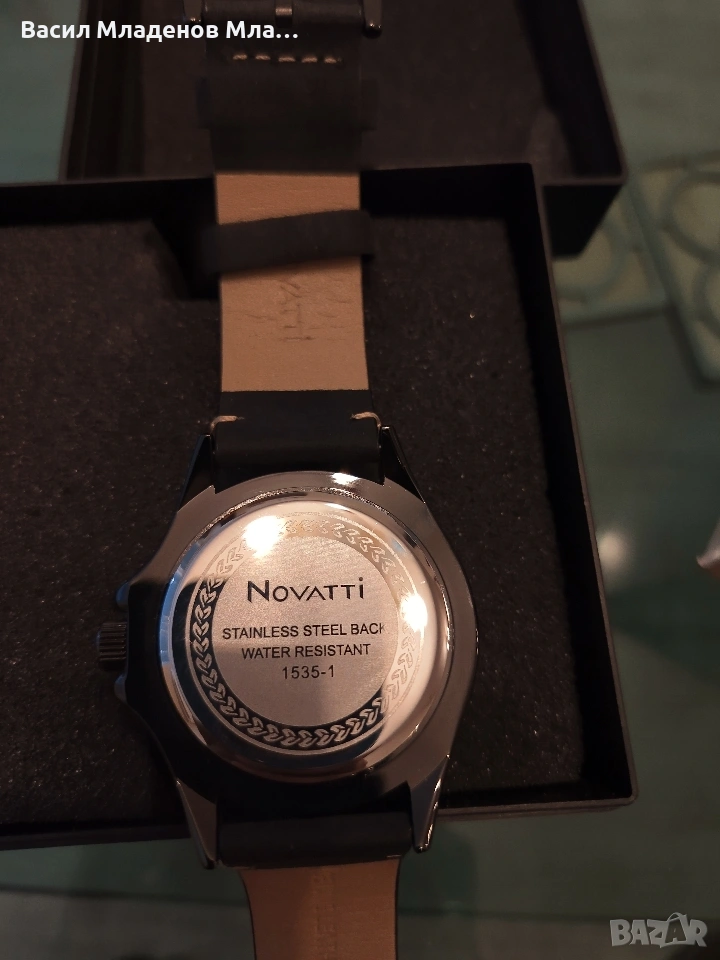 Васил Младенов Мла...
NOVATTI
STAINLESS STEEL BACK
WATER RESISTANT
1535-1
BAZAR